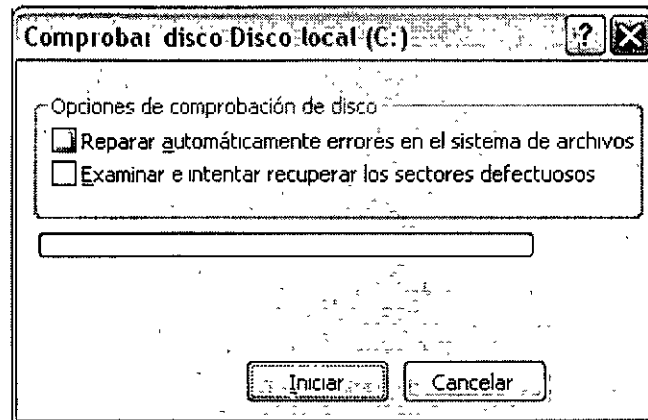 Comprobar disco Disco local (C:)
?
Opciones de comprobación de disco
Reparar automáticamente errores en el sistema de archivos
Examinar e intentar recuperar los sectores defectuosos
Iniciar
Cancelar